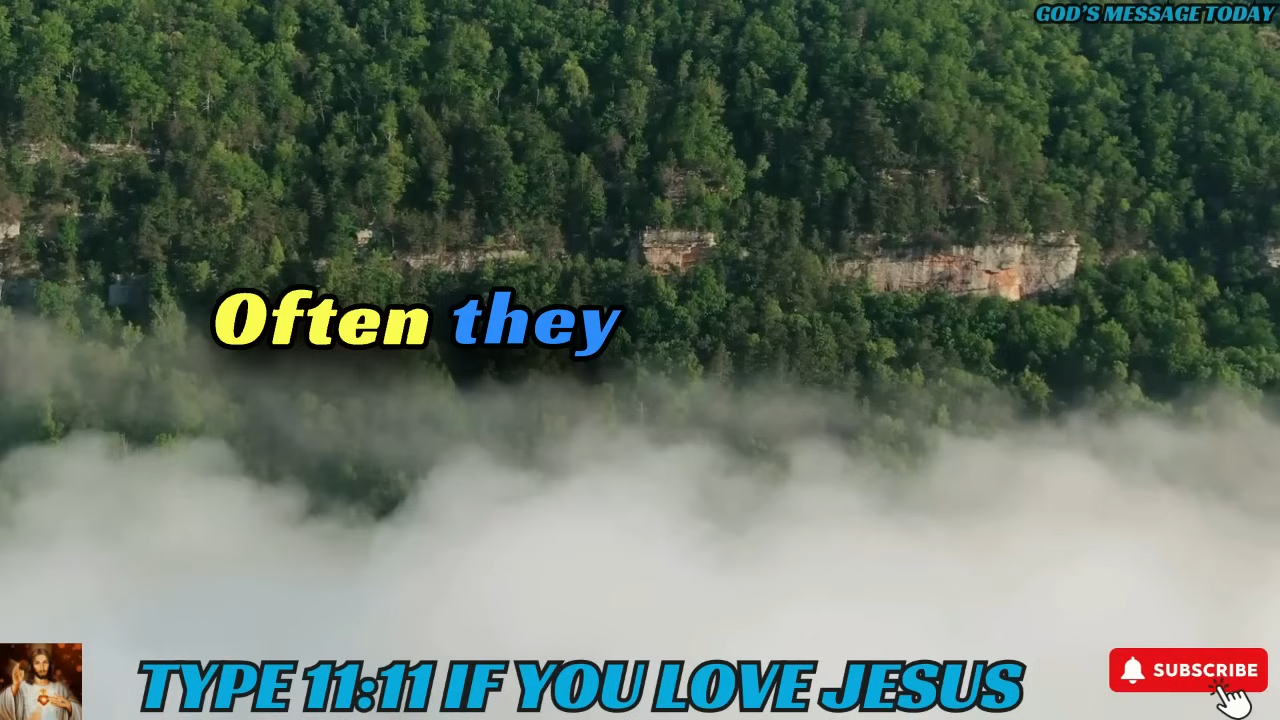 GOD'S MESSAGE TODAY
Often they
TYPE 11:11 IF YOU LOVE JESUS
SUBSCRIBE